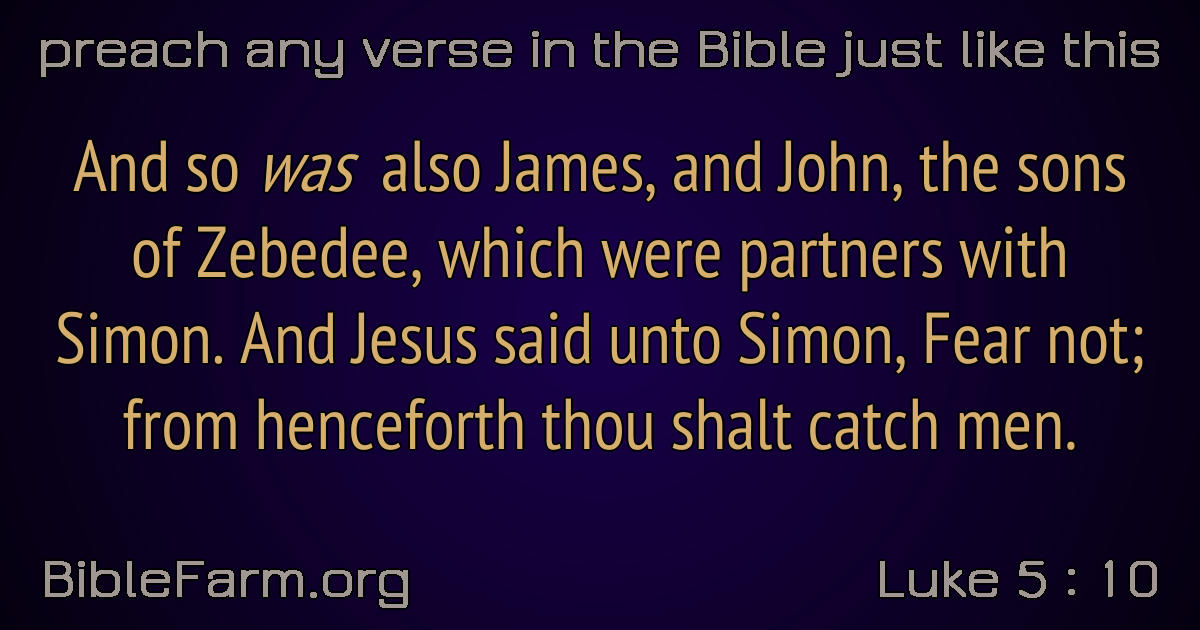 preach any verse in the Bible just like this
And so was also James, and John, the sons
of Zebedee, which were partners with
Simon. And Jesus said unto Simon, Fear not;
from henceforth thou shalt catch men.
BibleFarm.org
Luke 5 : 10